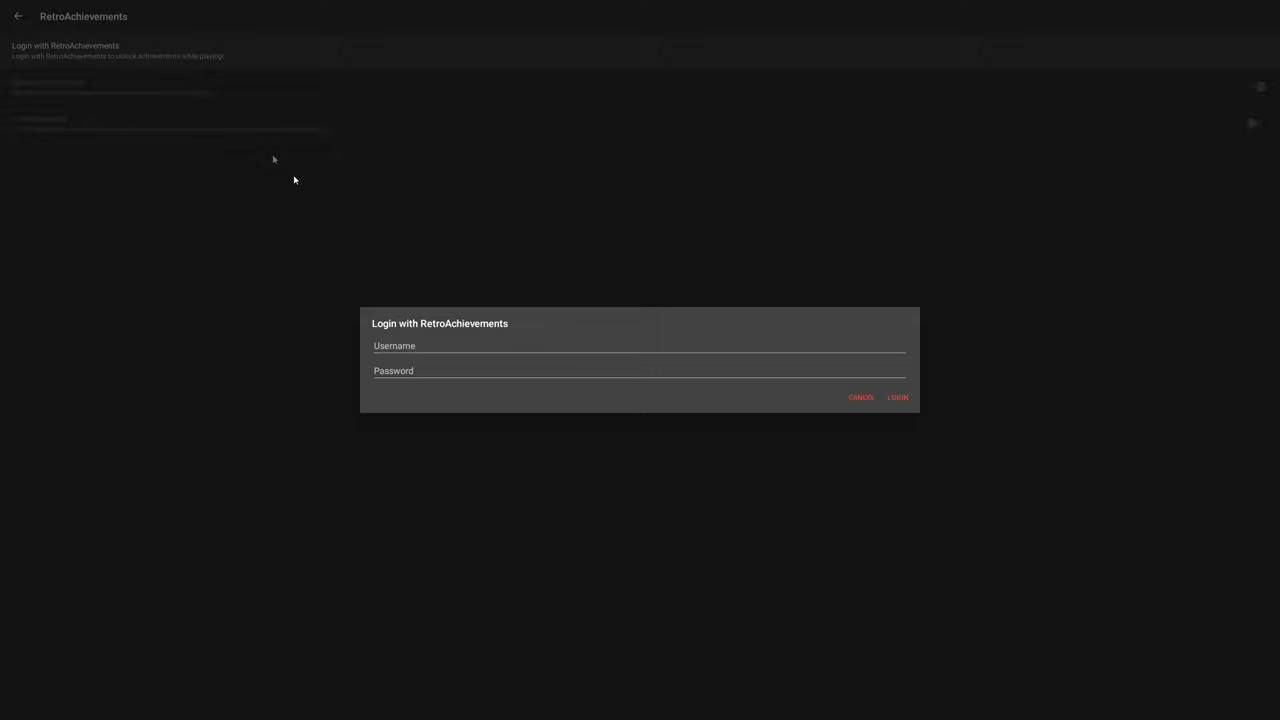 RetroAchievements
Login with RetroAchievements
Login with RetroAchievements to unlock achievements while playing!
Login with RetroAchievements
Username
Password
CANCEL LOGIN